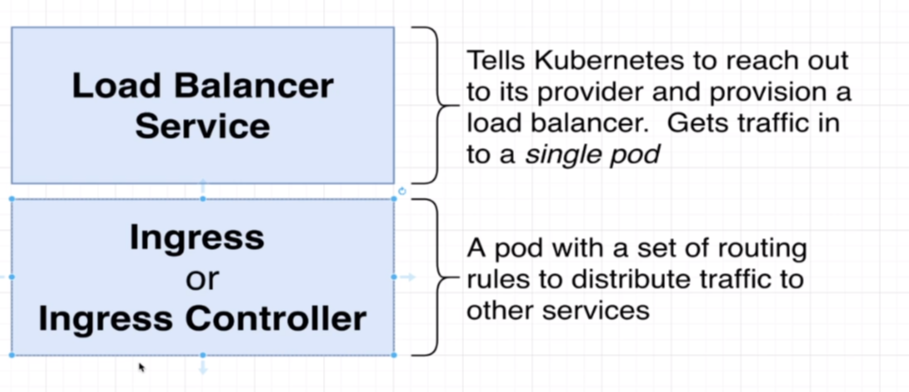 Load Balancer
Service
Tells Kubernetes to reach out
to its provider and provision a
load balancer.  Gets traffic in
to a single pod
Ingress
or
Ingress Controller
A pod with a set of routing
rules to distribute traffic to
other services